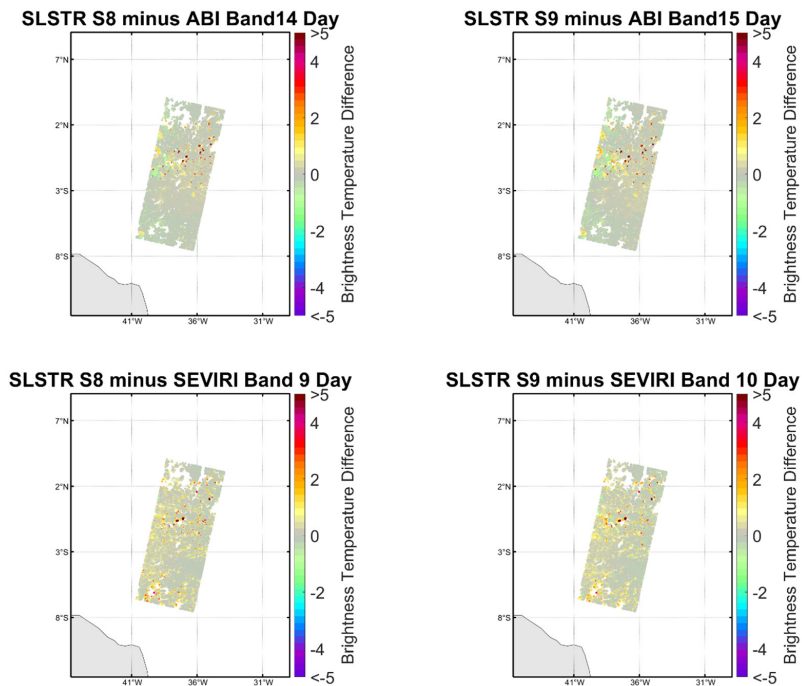 SLSTR S8 minus ABI Band14 Day
7°N
2°N
3°S
8°S
41°W
36°W
31°W
>5
4
2
0
-2
-4
<-5
Brightness Temperature Difference
SLSTR S9 minus ABI Band15 Day
7°N
2°N
3°S
8°S
41°W
36°W
31°W
>5
4
2
0
-2
-4
<-5
Brightness Temperature Difference
SLSTR S8 minus SEVIRI Band 9 Day
7°N
2°N
3°S
8°S
41°W
36°W
31°W
>5
4
2
0
-2
-4
<-5
Brightness Temperature Difference
SLSTR S9 minus SEVIRI Band 10 Day
7°N
2°N
3°S
8°S
41°W
36°W
31°W
>5
4
2
0
-2
-4
<-5
Brightness Temperature Difference